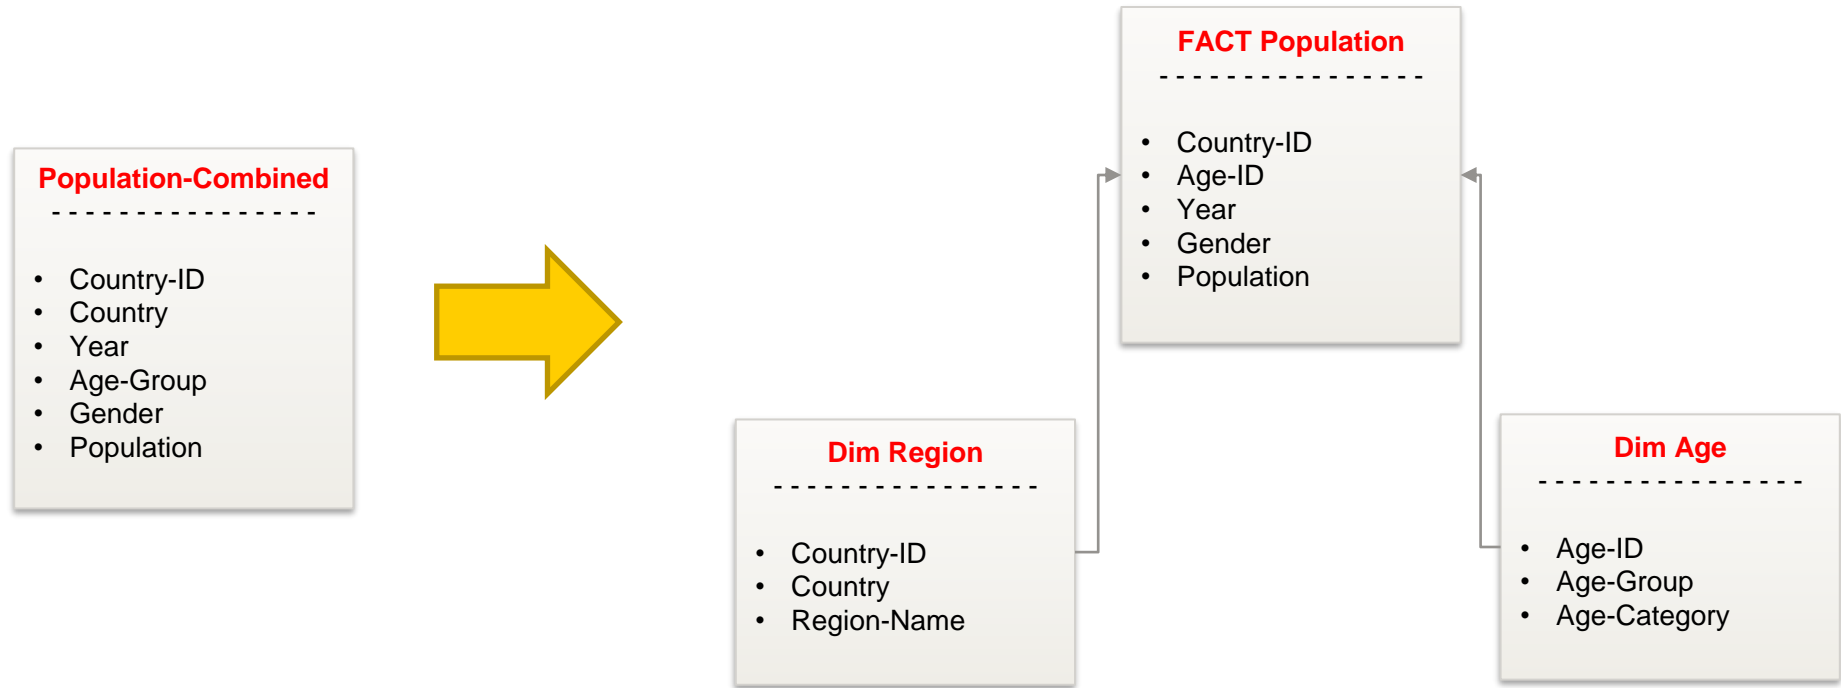 Population-Combined
- - - - - - - - - - - - - - - -
• Country-ID
• Country
• Year
• Age-Group
• Gender
• Population
FACT Population
- - - - - - - - - - - - - - - -
• Country-ID
• Age-ID
• Year
• Gender
• Population
Dim Region
- - - - - - - - - - - - - - - -
• Country-ID
• Country
• Region-Name
Dim Age
- - - - - - - - - - - - - - - -
• Age-ID
• Age-Group
• Age-Category